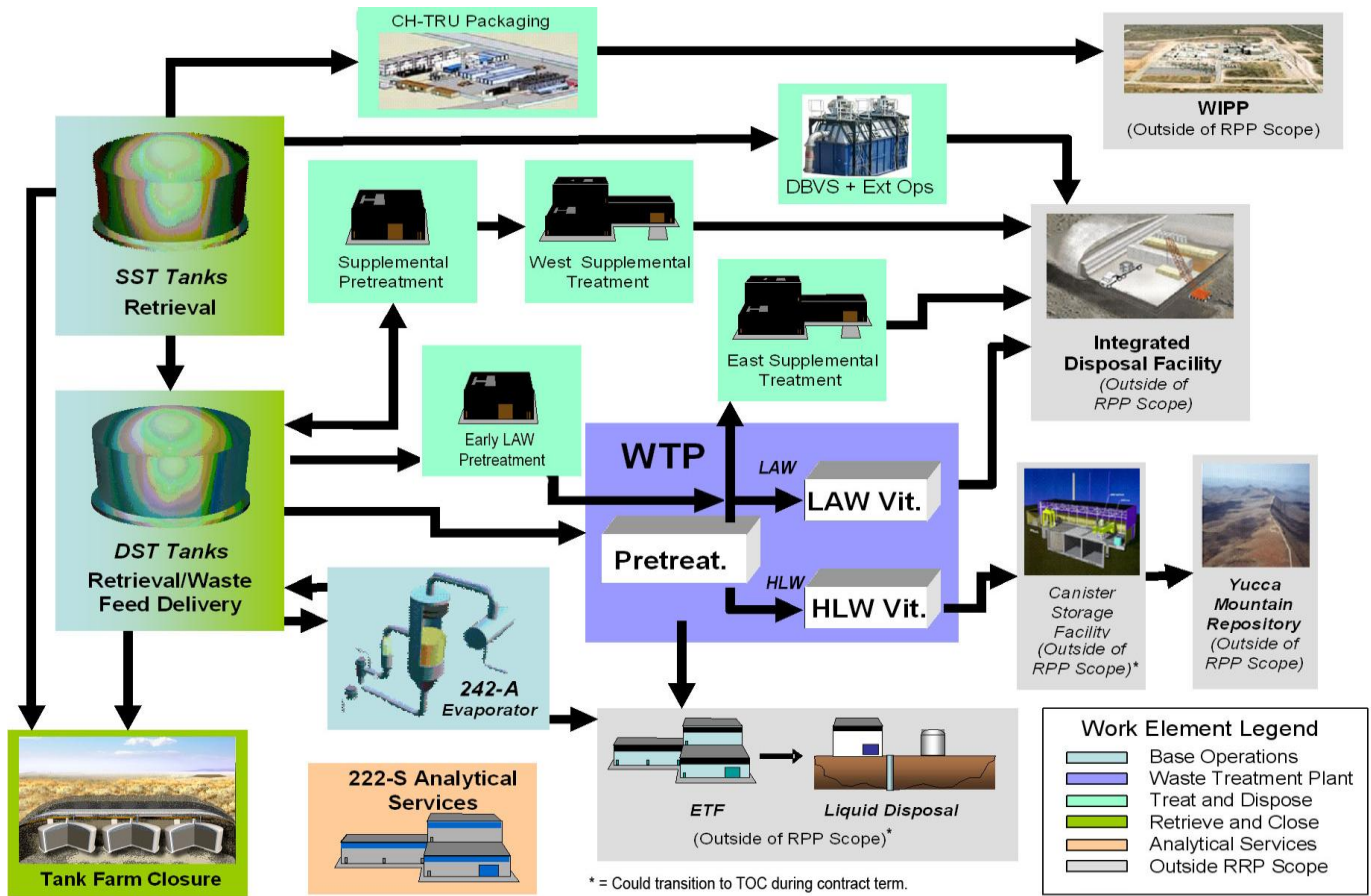 CH-TRU Packaging
WIPP
(Outside of RPP Scope)
DBVS + Ext Ops
SST Tanks
Retrieval
Supplemental
Pretreatment
West Supplemental
Treatment
East Supplemental
Treatment
Integrated
Disposal Facility
(Outside of
RPP Scope)
DST Tanks
Retrieval/Waste
Feed Delivery
Early LAW
Pretreatment
WTP
LAW
LAW Vit.
Pretreat.
HLW
HLW Vit.
Canister
Storage
Facility
(Outside of
RPP Scope)*
Yucca
Mountain
Repository
(Outside of
RPP Scope)
242-A
Evaporator
222-S Analytical
Services
ETF
Liquid Disposal
(Outside of RPP Scope)*
Tank Farm Closure
Work Element Legend
Base Operations
Waste Treatment Plant
Treat and Dispose
Retrieve and Close
Analytical Services
Outside RRP Scope
* = Could transition to TOC during contract term.